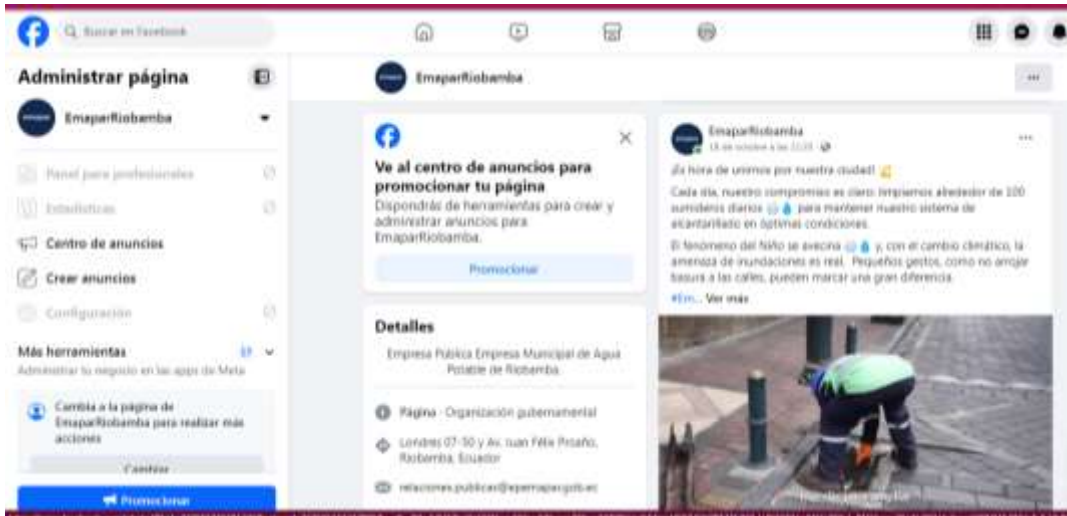 Buscar en Facebook
Administrar página
EmaparRiobamba
Panel para profesionales
Estadísticas
Centro de anuncios
Crear anuncios
Configuración
Más herramientas
Administrar tu negocio en las apps de Meta
Cambia a la página de
EmaparRiobamba para realizar más
acciones
Cambiar
Promocionar
EmaparRiobamba
Ve al centro de anuncios para
promocionar tu página
Dispondrás de herramientas para crear y
administrar anuncios para
EmaparRiobamba.
Promocionar
Detalles
Empresa Pública Empresa Municipal de Agua
Potable de Riobamba.
Página · Organización gubernamental
Londres 07-50 y Av. Juan Félix Proaño,
Riobamba, Ecuador
EmaparRiobamba
18 de octubre a las
¡Es hora de unirnos por nuestra ciudad!
Cada día, nuestro compromiso es claro: limpiamos alrededor de 100
sumideros diarios 🌧️💧 para mantener nuestro sistema de
alcantarillado en óptimas condiciones.
El fenómeno del Niño se avecina 🌧️💧 y, con el cambio climático, la
amenaza de inundaciones es real. Pequeños gestos, como no arrojar
basura a las calles, pueden marcar una gran diferencia.
#Em... Ver más